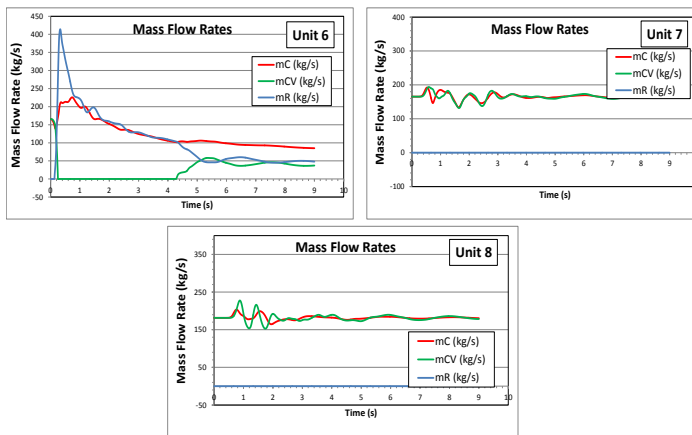 Mass Flow Rates
Unit 6
Mass Flow Rate (kg/s)
450
400
350
300
250
200
150
100
50
0
mC (kg/s)
mCV (kg/s)
mR (kg/s)
0 1 2 3 4 5 6 7 8 9 10
Time (s)
Mass Flow Rates
Unit 7
Mass Flow Rate (kg/s)
400
300
200
100
0
-100
mC (kg/s)
mCV (kg/s)
mR (kg/s)
0 1 2 3 4 5 6 7 8 9 10
Time (s)
Mass Flow Rates
Unit 8
Mass Flow Rate (kg/s)
350
250
150
50
-50
mC (kg/s)
mCV (kg/s)
mR (kg/s)
0 1 2 3 4 5 6 7 8 9 10
Time (s)